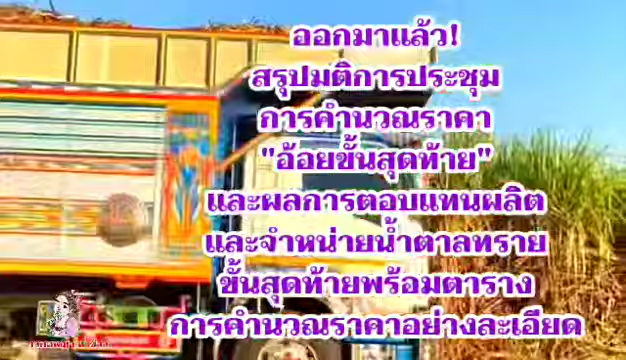 ออกมาแล้ว!
สรุปมติการประชุม
การคำนวณราคา
"อ้อยขั้นสุดท้าย"
และผลการตอบแทนผลิต
และจำหน่ายน้ำตาลทราย
ขั้นสุดท้ายพร้อมตาราง
การคำนวณราคาอย่างละเอียด